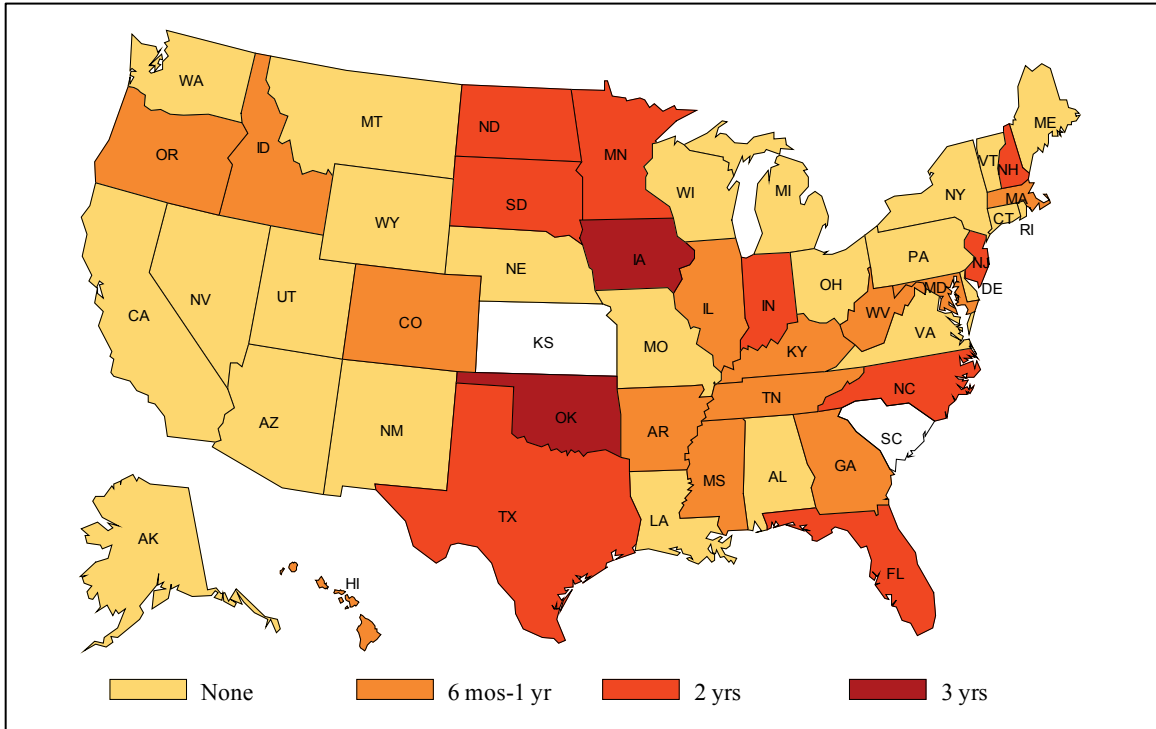 WA
MT
ND
MN
ME
OR
ID
VT
NH
WI
MI
NY
MA
SD
WY
CT
RI
IA
PA
NE
NJ
OH
DE
NV
UT
IL
IN
MD
WV
CA
CO
VA
KS
MO
KY
NC
TN
AZ
OK
NM
AR
SC
GA
MS
AL
TX
LA
AK
HI
FL
None
6 mos-1 yr
2 yrs
3 yrs